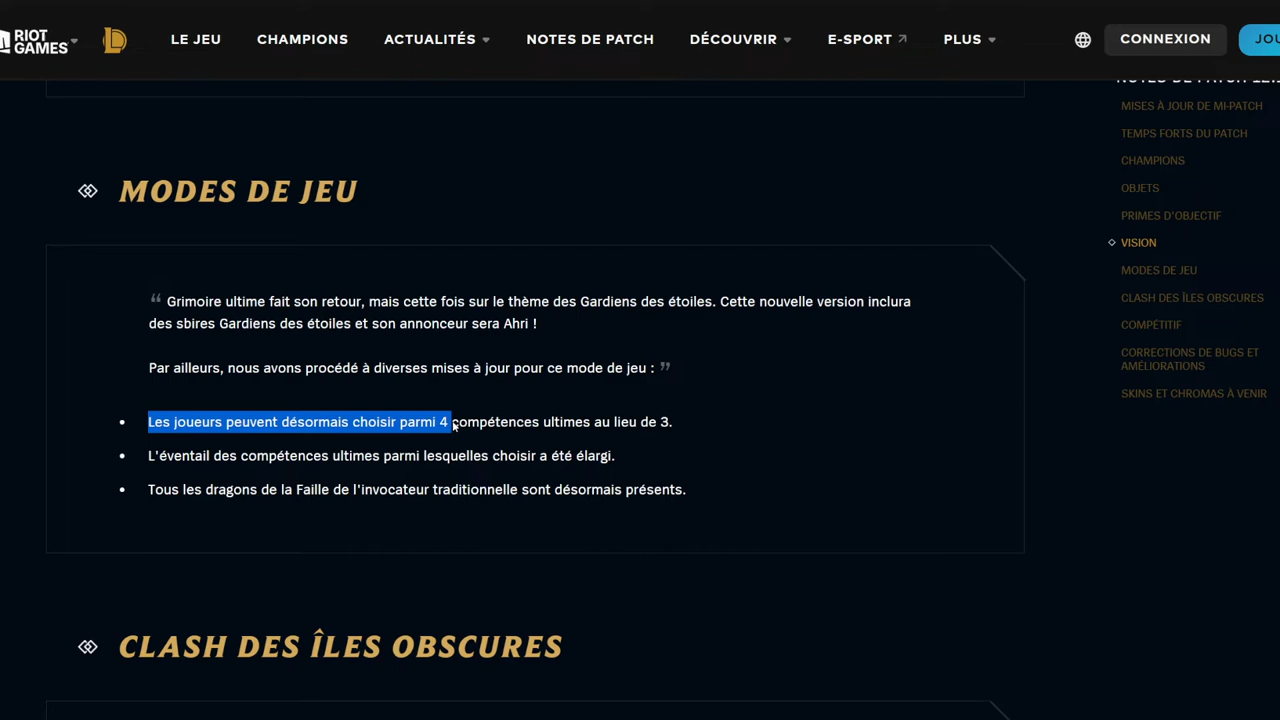 RIOT
GAMES
LE JEU
CHAMPIONS
ACTUALITÉS
NOTES DE PATCH
DÉCOUVRIR
E-SPORT
PLUS
CONNEXION
MISES À JOUR DE MI-PATCH
TEMPS FORTS DU PATCH
CHAMPIONS
OBJETS
PRIMES D'OBJECTIF
VISION
MODES DE JEU
CLASH DES ÎLES OBSCURES
COMPÉTITIF
CORRECTIONS DE BUGS ET
AMÉLIORATIONS
SKINS ET CHROMAS À VENIR
MODES DE JEU
“ Grimoire ultime fait son retour, mais cette fois sur le thème des Gardiens des étoiles. Cette nouvelle version inclura
des sbires Gardiens des étoiles et son annonceur sera Ahri !
Par ailleurs, nous avons procédé à diverses mises à jour pour ce mode de jeu : ”
• Les joueurs peuvent désormais choisir parmi 4 compétences ultimes au lieu de 3.
• L'éventail des compétences ultimes parmi lesquelles choisir a été élargi.
• Tous les dragons de la Faille de l'invocateur traditionnelle sont désormais présents.
CLASH DES ÎLES OBSCURES